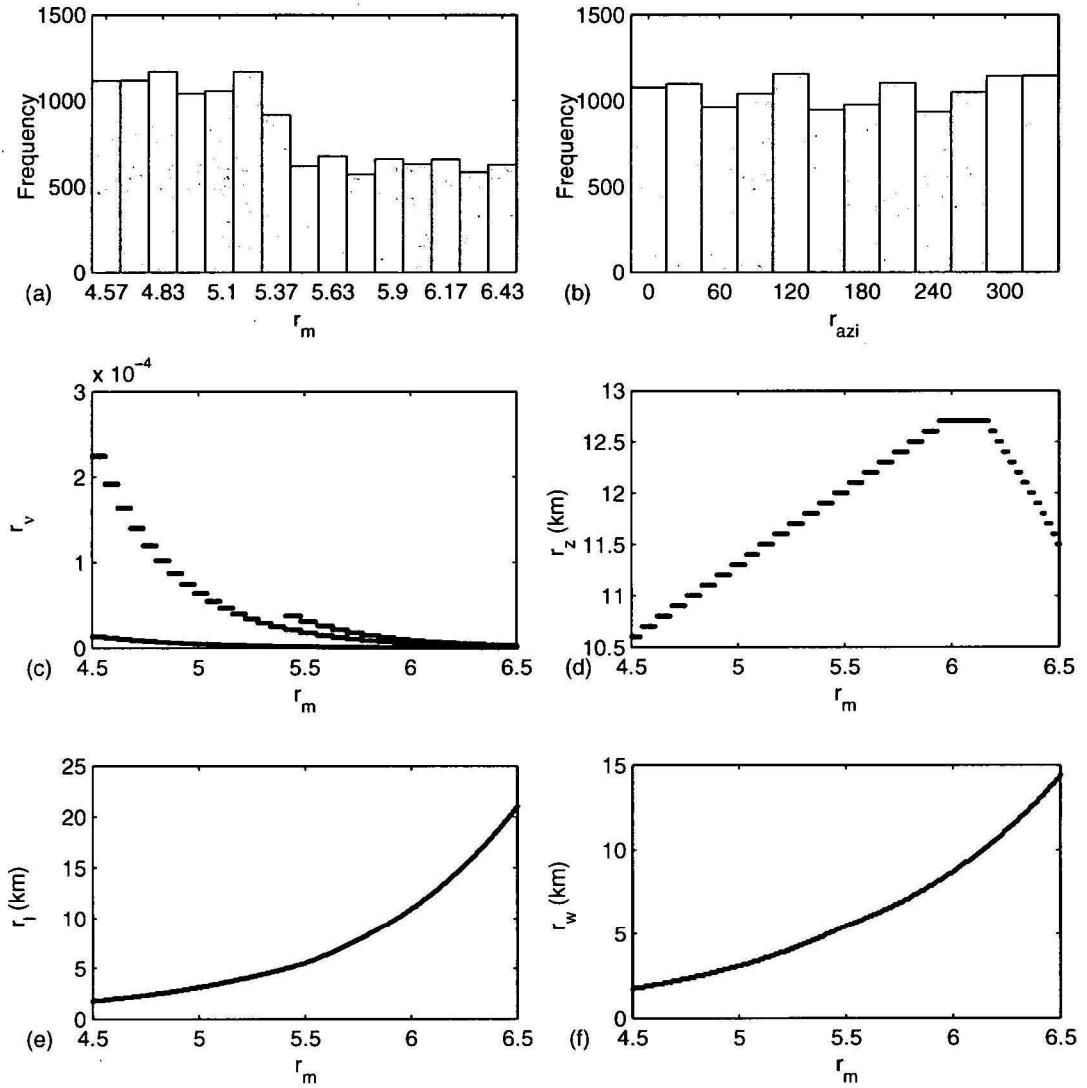 1500
1000
500
0
Frequency
4.57 4.83 5.1 5.37 5.63 5.9 6.17 6.43
(a)
r_m
1500
1000
500
0
Frequency
0 60 120 180 240 300
(b)
r_azi
x 10^-4
3
2
1
0
r_v
4.5 5 5.5 6 6.5
(c)
r_m
13
12.5
12
11.5
11
10.5
r_z (km)
4.5 5 5.5 6 6.5
(d)
r_m
25
20
15
10
5
0
r_l (km)
4.5 5 5.5 6 6.5
(e)
r_m
15
10
5
0
r_w (km)
4.5 5 5.5 6 6.5
(f)
r_m